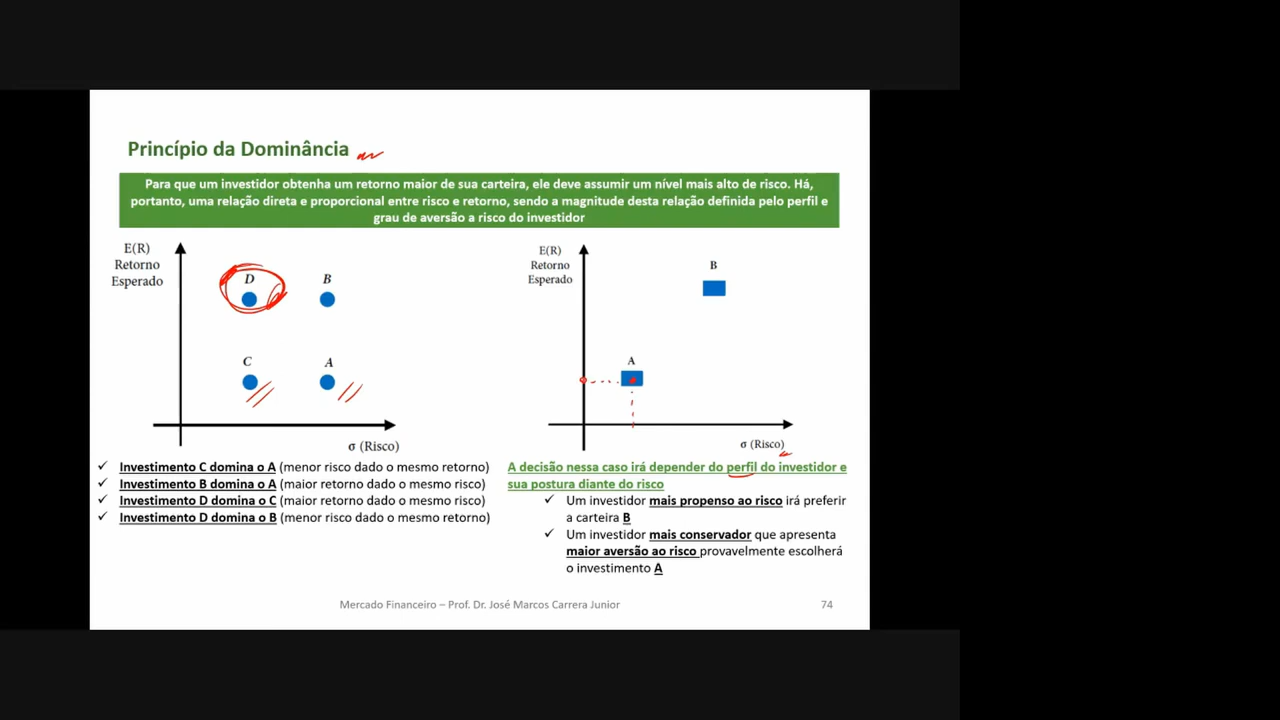 Princípio da Dominância
Para que um investidor obtenha um retorno maior de sua carteira, ele deve assumir um nível mais alto de risco. Há,
portanto, uma relação direta e proporcional entre risco e retorno, sendo a magnitude desta relação definida pelo perfil e
grau de aversão a risco do investidor
E(R)
Retorno
Esperado
D
B
C
A
σ (Risco)
✓ Investimento C domina o A (menor risco dado o mesmo retorno)
✓ Investimento B domina o A (maior retorno dado o mesmo risco)
✓ Investimento D domina o C (maior retorno dado o mesmo risco)
✓ Investimento D domina o B (menor risco dado o mesmo retorno)
E(R)
Retorno
Esperado
B
A
σ (Risco)
A decisão nessa caso irá depender do perfil do investidor e
sua postura diante do risco
✓ Um investidor mais propenso ao risco irá preferir
a carteira B
✓ Um investidor mais conservador que apresenta
maior aversão ao risco provavelmente escolherá
o investimento A
Mercado Financeiro – Prof. Dr. José Marcos Carrera Junior
74